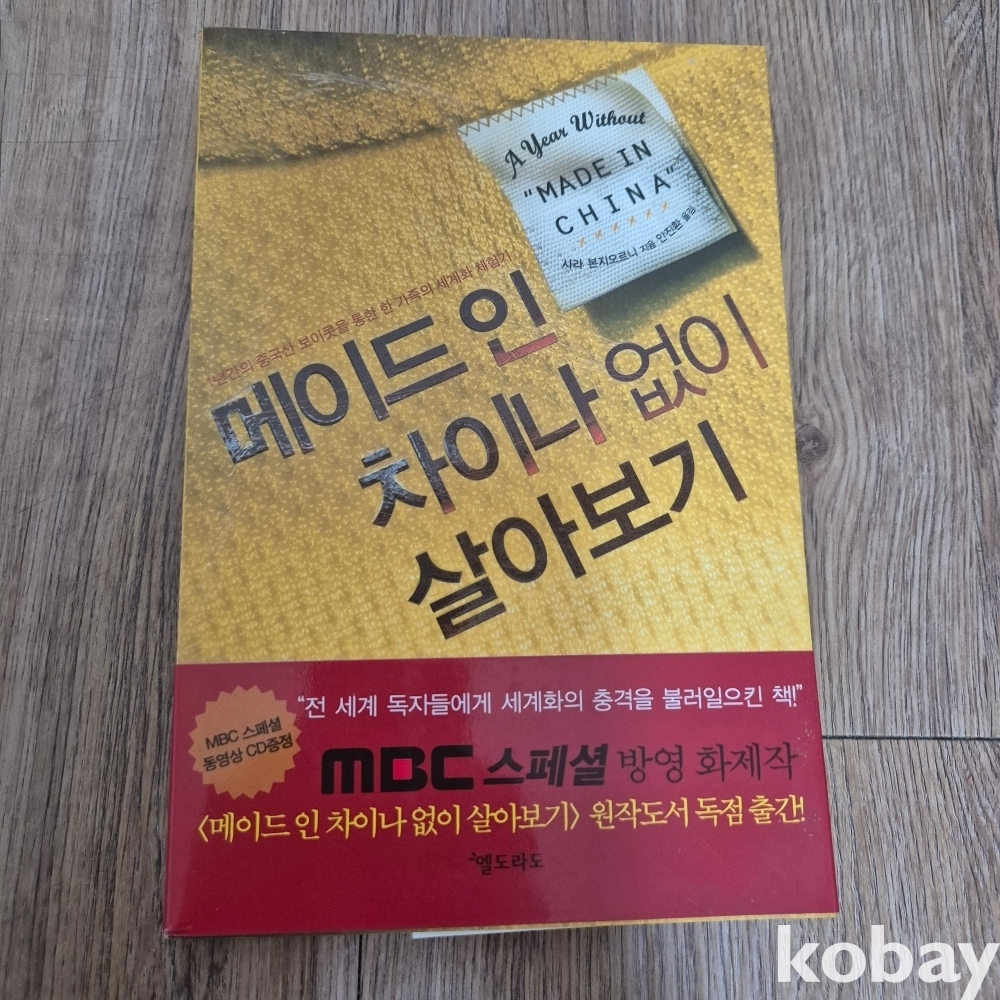 A Year Without
"MADE IN
CHINA"
××××××
사라 본지오르니 지음 안진환 옮김
1년간의 중국산 보이콧을 통한 한 가족의 세계화 체험기
메이드 인
차이나 없이
살아보기
"전 세계 독자들에게 세계화의 충격을 불러일으킨 책!"
MBC 스페셜
동영상 CD증정
MBC 스페셜 방영 화제작
〈메이드 인 차이나 없이 살아보기〉 원작도서 독점 출간!
엘도라도
kobay